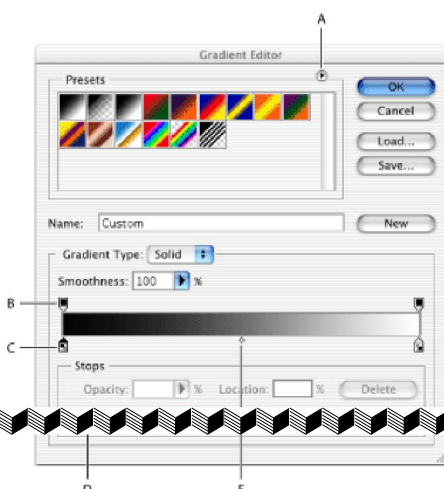 A
Gradient Editor
Presets
OK
Cancel
Load...
Save...
Name: Custom
New
Gradient Type: Solid
Smoothness: 100 %
B
C
Stops
Opacity: % Location: % Delete